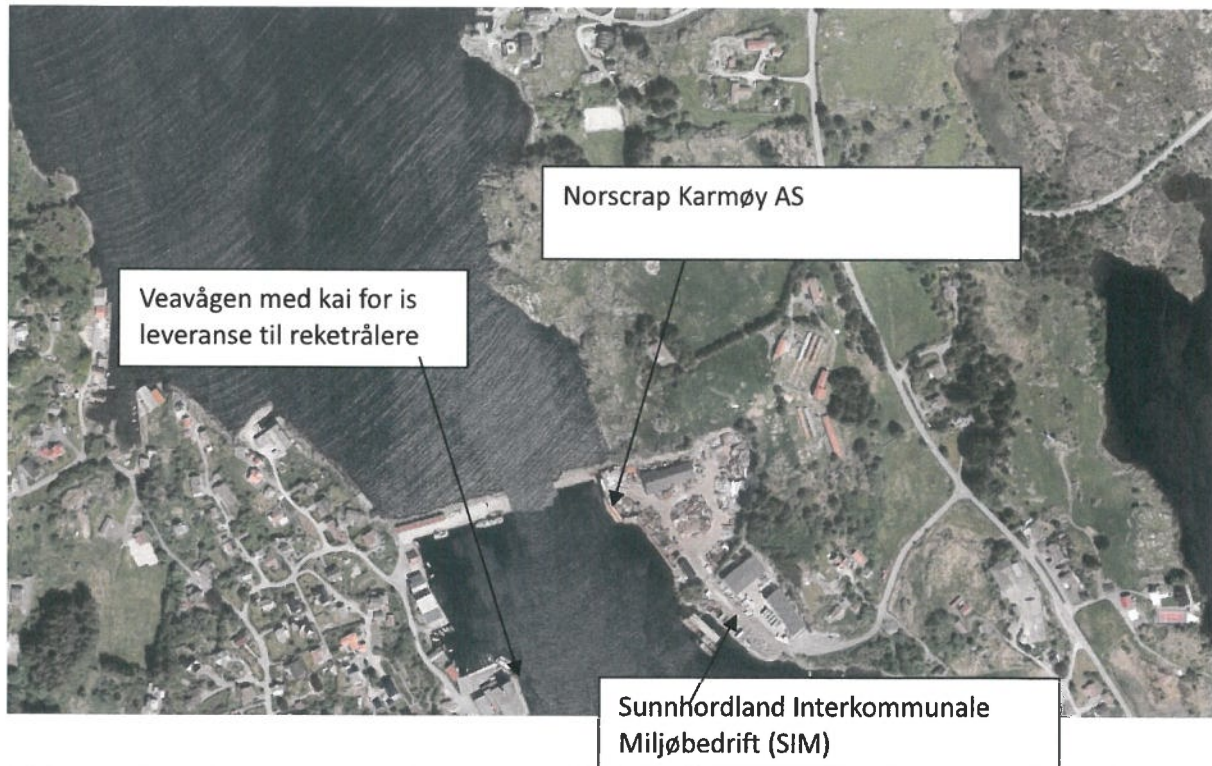 Norscrap Karmøy AS
Veavågen med kai for is
leveranse til reketrålere
Sunnhordland Interkommunale
Miljøbedrift (SIM)